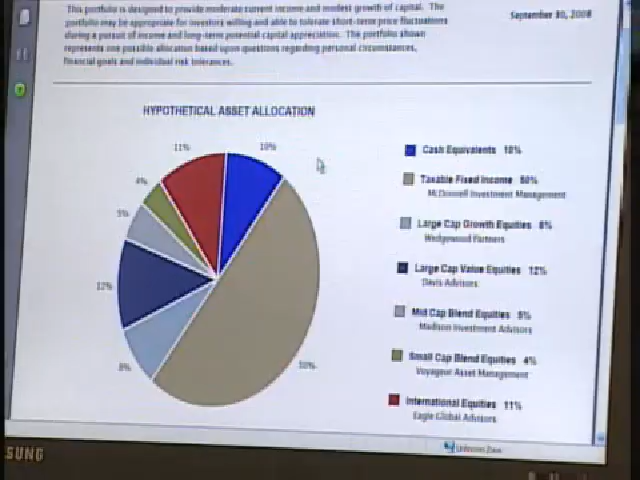 This portfolio is designed to provide moderate current income and modest growth of capital. The
portfolio may be appropriate for investors willing and able to tolerate short-term price fluctuations
during a pursuit of income and long-term potential capital appreciation. The portfolio shown
represents one possible allocation based upon questions regarding personal circumstances,
financial goals and individual risk tolerances.
September 30, 2008
HYPOTHETICAL ASSET ALLOCATION
11%
10%
4%
5%
12%
8%
50%
Cash Equivalents 10%
Taxable Fixed Income 50%
McDonnell Investment Management
Large Cap Growth Equities 8%
Wedgewood Partners
Large Cap Value Equities 12%
Davis Advisors
Mid Cap Blend Equities 5%
Madison Investment Advisors
Small Cap Blend Equities 4%
Voyageur Asset Management
International Equities 11%
Eagle Global Advisors
Unknown Zone
SUNG